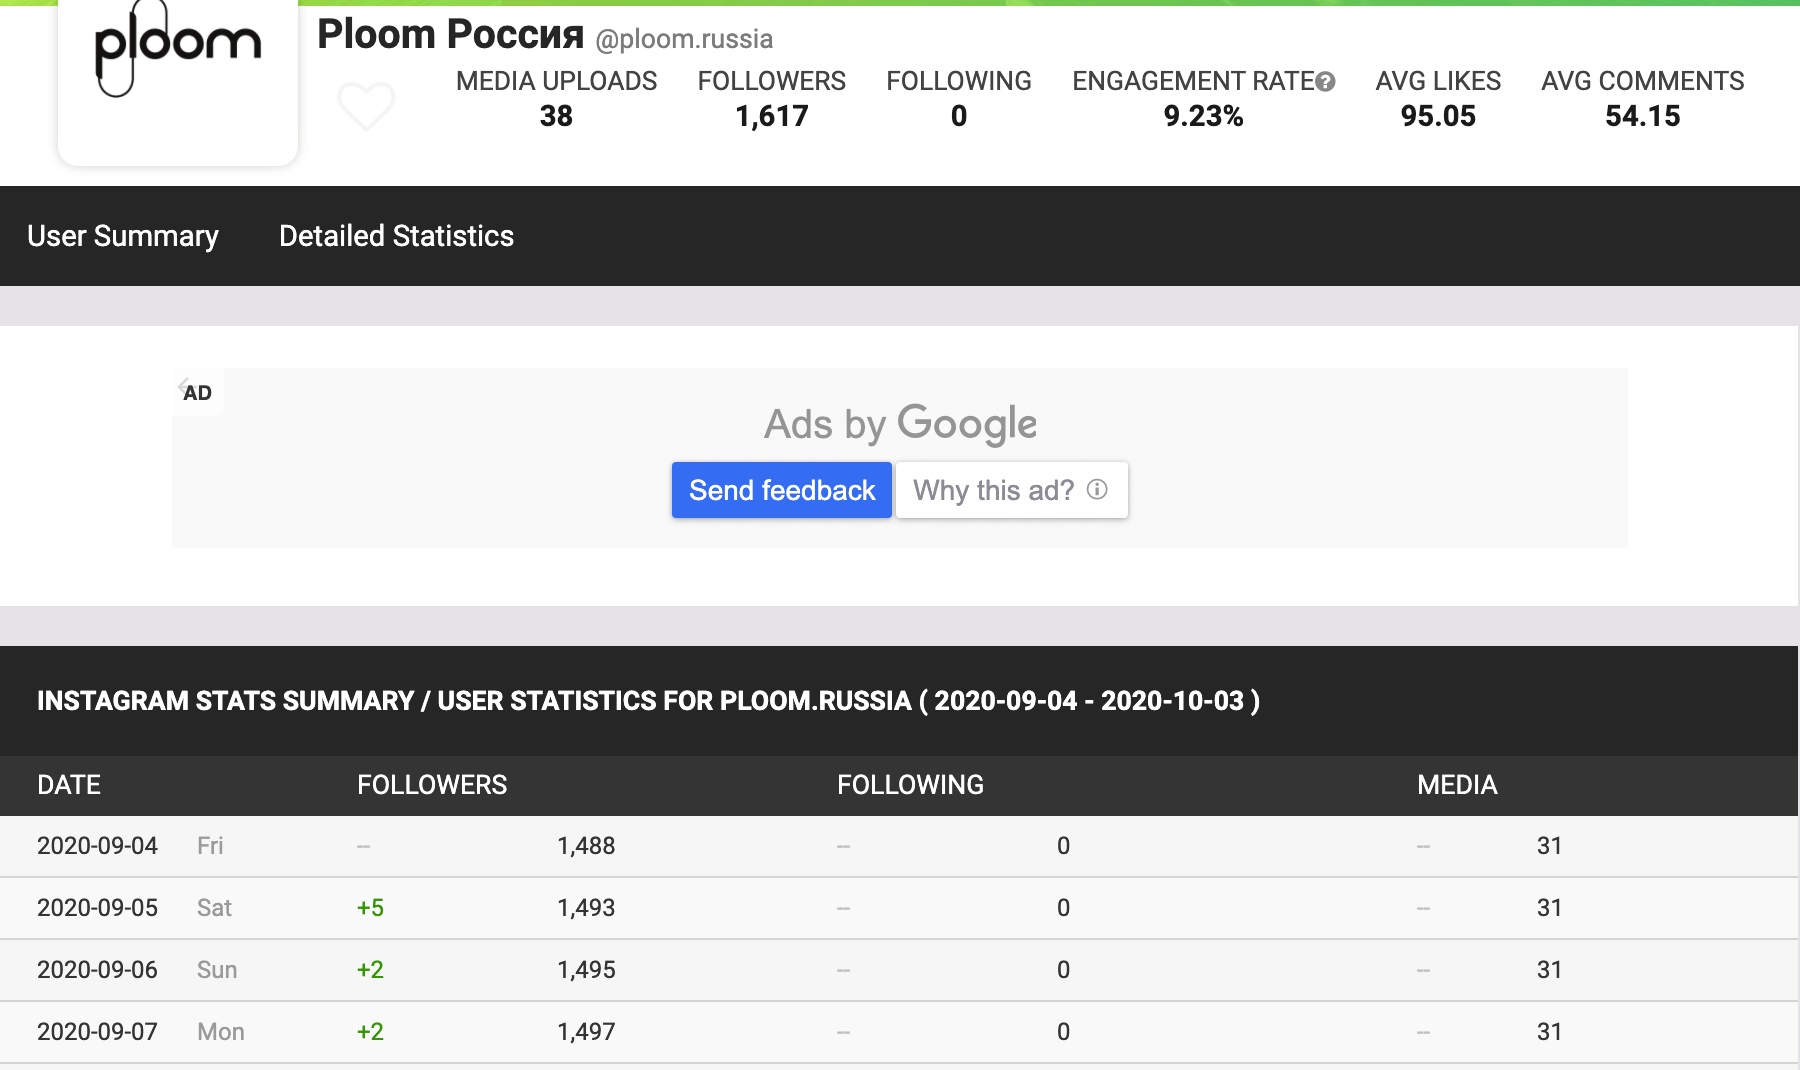 ploom
Ploom Россия @ploom.russia
MEDIA UPLOADS FOLLOWERS FOLLOWING ENGAGEMENT RATE? AVG LIKES AVG COMMENTS
38 1,617 0 9.23% 95.05 54.15
User Summary Detailed Statistics
AD
Ads by Google
Send feedback Why this ad?
INSTAGRAM STATS SUMMARY / USER STATISTICS FOR PLOOM.RUSSIA ( 2020-09-04 - 2020-10-03 )
DATE FOLLOWERS FOLLOWING MEDIA
2020-09-04 Fri -- 1,488 -- 0 -- 31
2020-09-05 Sat +5 1,493 -- 0 -- 31
2020-09-06 Sun +2 1,495 -- 0 -- 31
2020-09-07 Mon +2 1,497 -- 0 -- 31